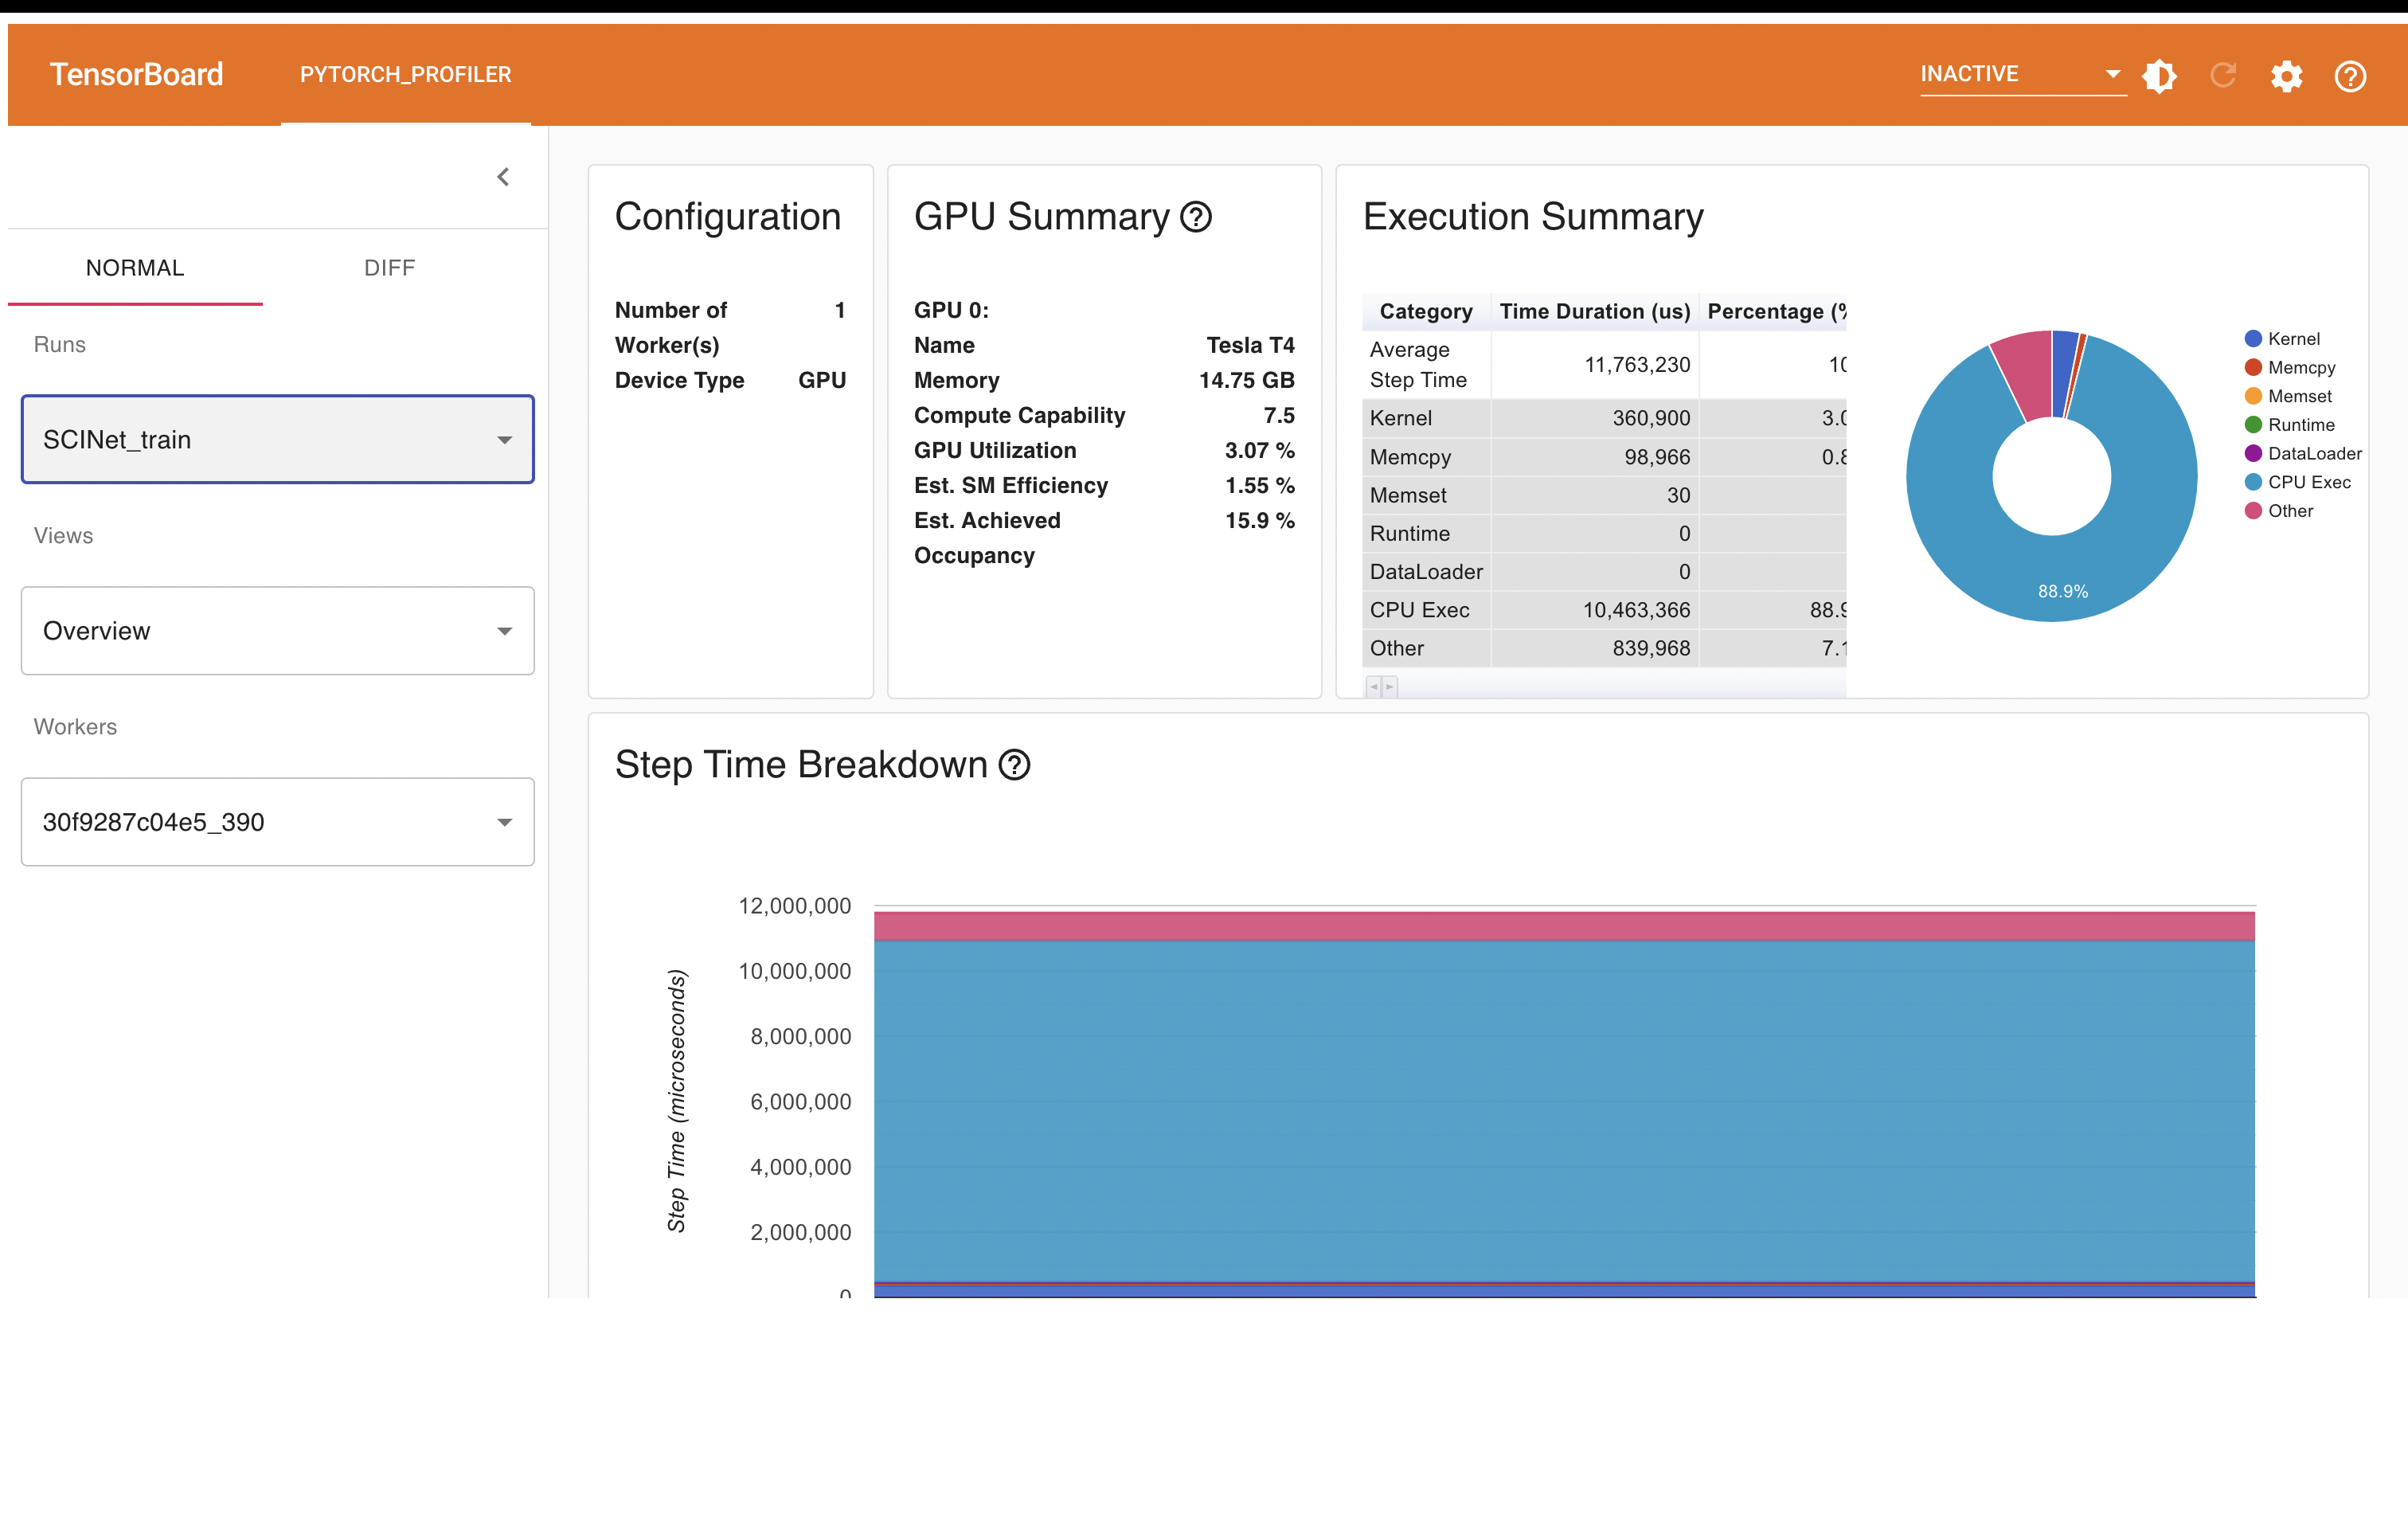 TensorBoard
PYTORCH_PROFILER
INACTIVE
NORMAL
DIFF
Runs
SCINet_train
Views
Overview
Workers
30f9287c04e5_390
Configuration
Number of 1
Worker(s)
Device Type GPU
GPU Summary
GPU 0:
Name Tesla T4
Memory 14.75 GB
Compute Capability 7.5
GPU Utilization 3.07 %
Est. SM Efficiency 1.55 %
Est. Achieved 15.9 %
Occupancy
Execution Summary
Category Time Duration (us) Percentage (%
Average
Step Time 11,763,230 10
Kernel 360,900 3.0
Memcpy 98,966 0.8
Memset 30
Runtime 0
DataLoader 0
CPU Exec 10,463,366 88.9
Other 839,968 7.1
88.9%
Kernel
Memcpy
Memset
Runtime
DataLoader
CPU Exec
Other
Step Time Breakdown
Step Time (microseconds)
12,000,000
10,000,000
8,000,000
6,000,000
4,000,000
2,000,000
0